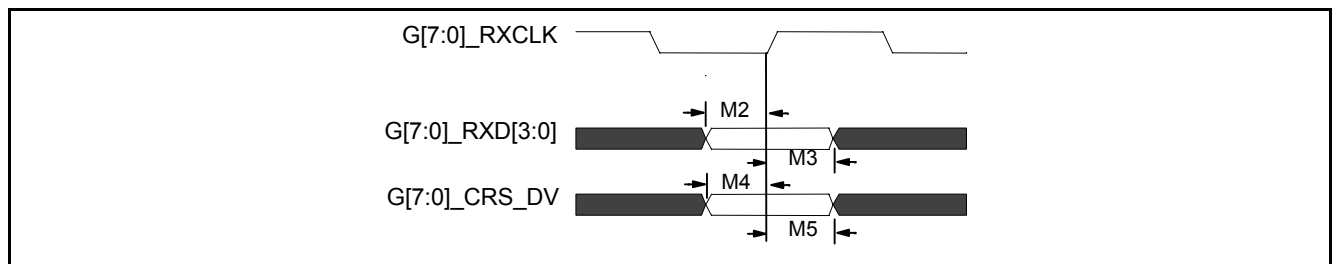 G[7:0]_RXCLK
M2
G[7:0]_RXD[3:0]
M3
M4
G[7:0]_CRS_DV
M5